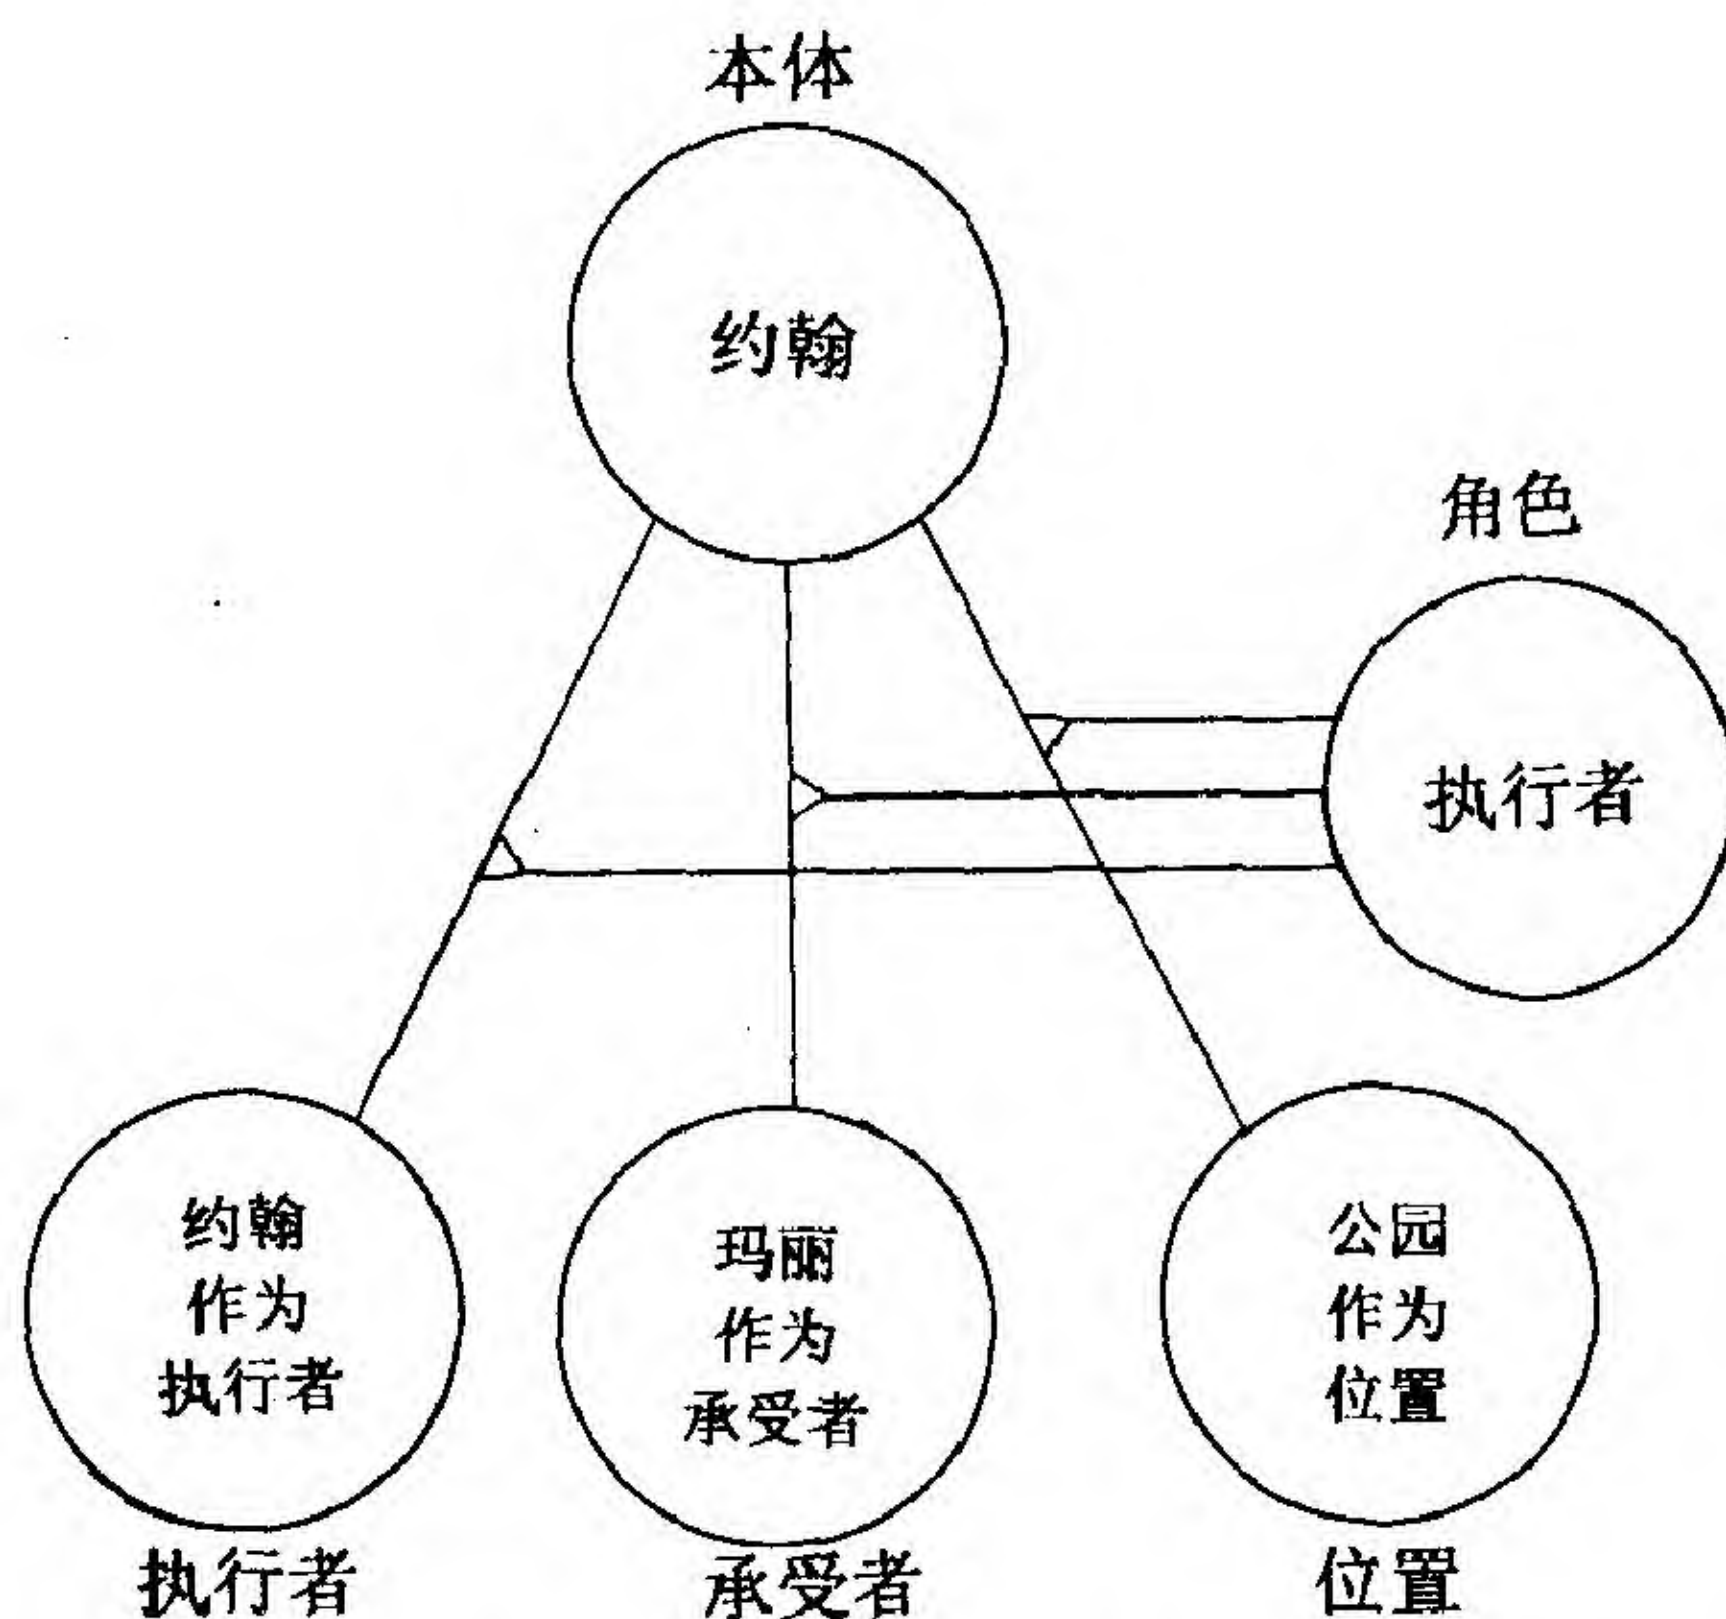 本体
约翰
角色
执行者
约翰
作为
执行者
玛丽
作为
承受者
公园
作为
位置
执行者
承受者
位置